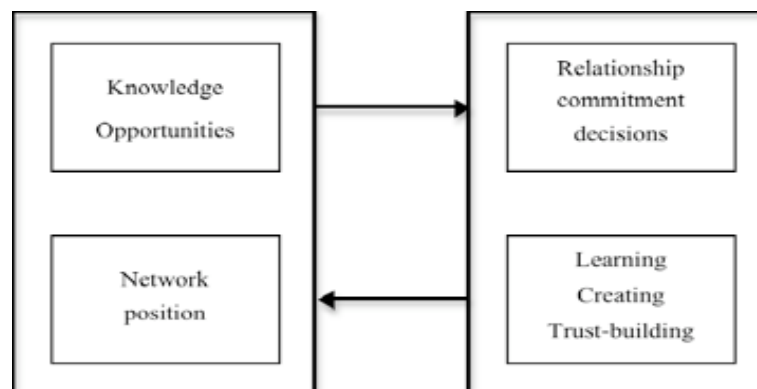 Knowledge
Opportunities
Network
position
Relationship
commitment
decisions
Learning
Creating
Trust-building